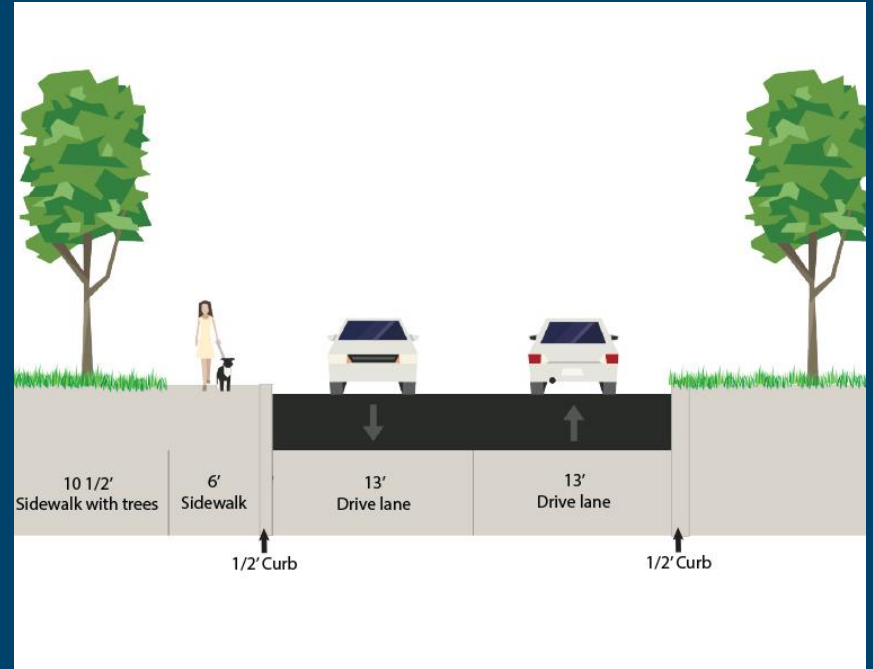 10 1/2’
Sidewalk with trees
6’
Sidewalk
13’
Drive lane
13’
Drive lane
1/2’ Curb
1/2’ Curb